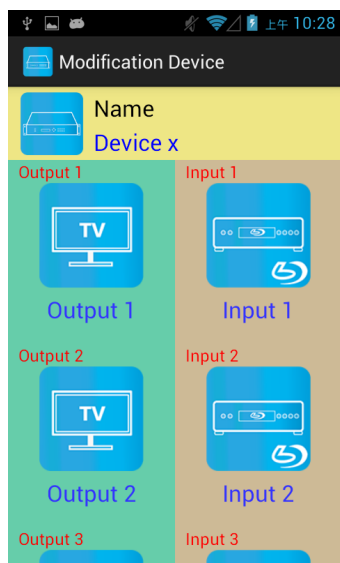 上午 10:28
Modification Device
Name
Device x
Output 1
Input 1
TV
Output 1
Input 1
Output 2
Input 2
TV
Output 2
Input 2
Output 3
Input 3